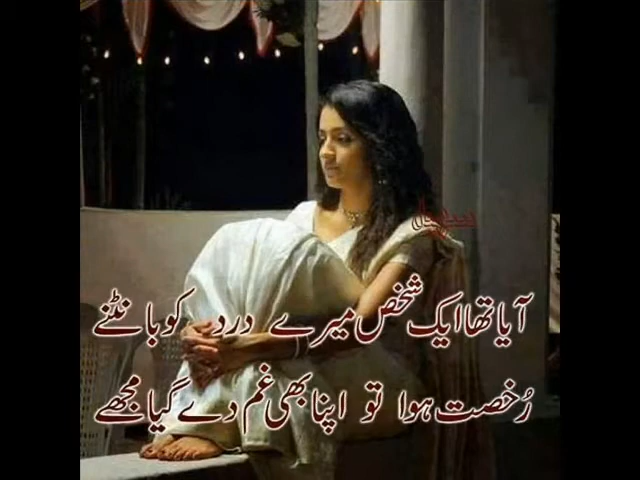 آیا تھا ایک شخص میرے درد کو بانٹنے
رُخصت ہوا تو اپنا بھی غم دے گیا مجھے